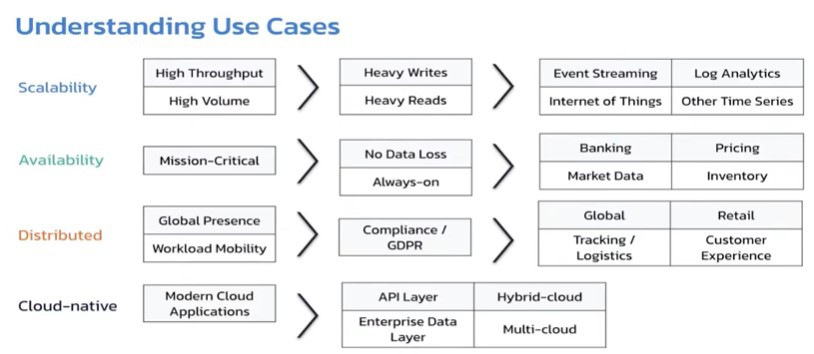 Understanding Use Cases
Scalability
High Throughput
High Volume
Heavy Writes
Heavy Reads
Event Streaming
Log Analytics
Internet of Things
Other Time Series
Availability
Mission-Critical
No Data Loss
Always-on
Banking
Pricing
Market Data
Inventory
Distributed
Global Presence
Workload Mobility
Compliance /
GDPR
Global
Retail
Tracking /
Logistics
Customer
Experience
Cloud-native
Modern Cloud
Applications
API Layer
Hybrid-cloud
Enterprise Data
Layer
Multi-cloud